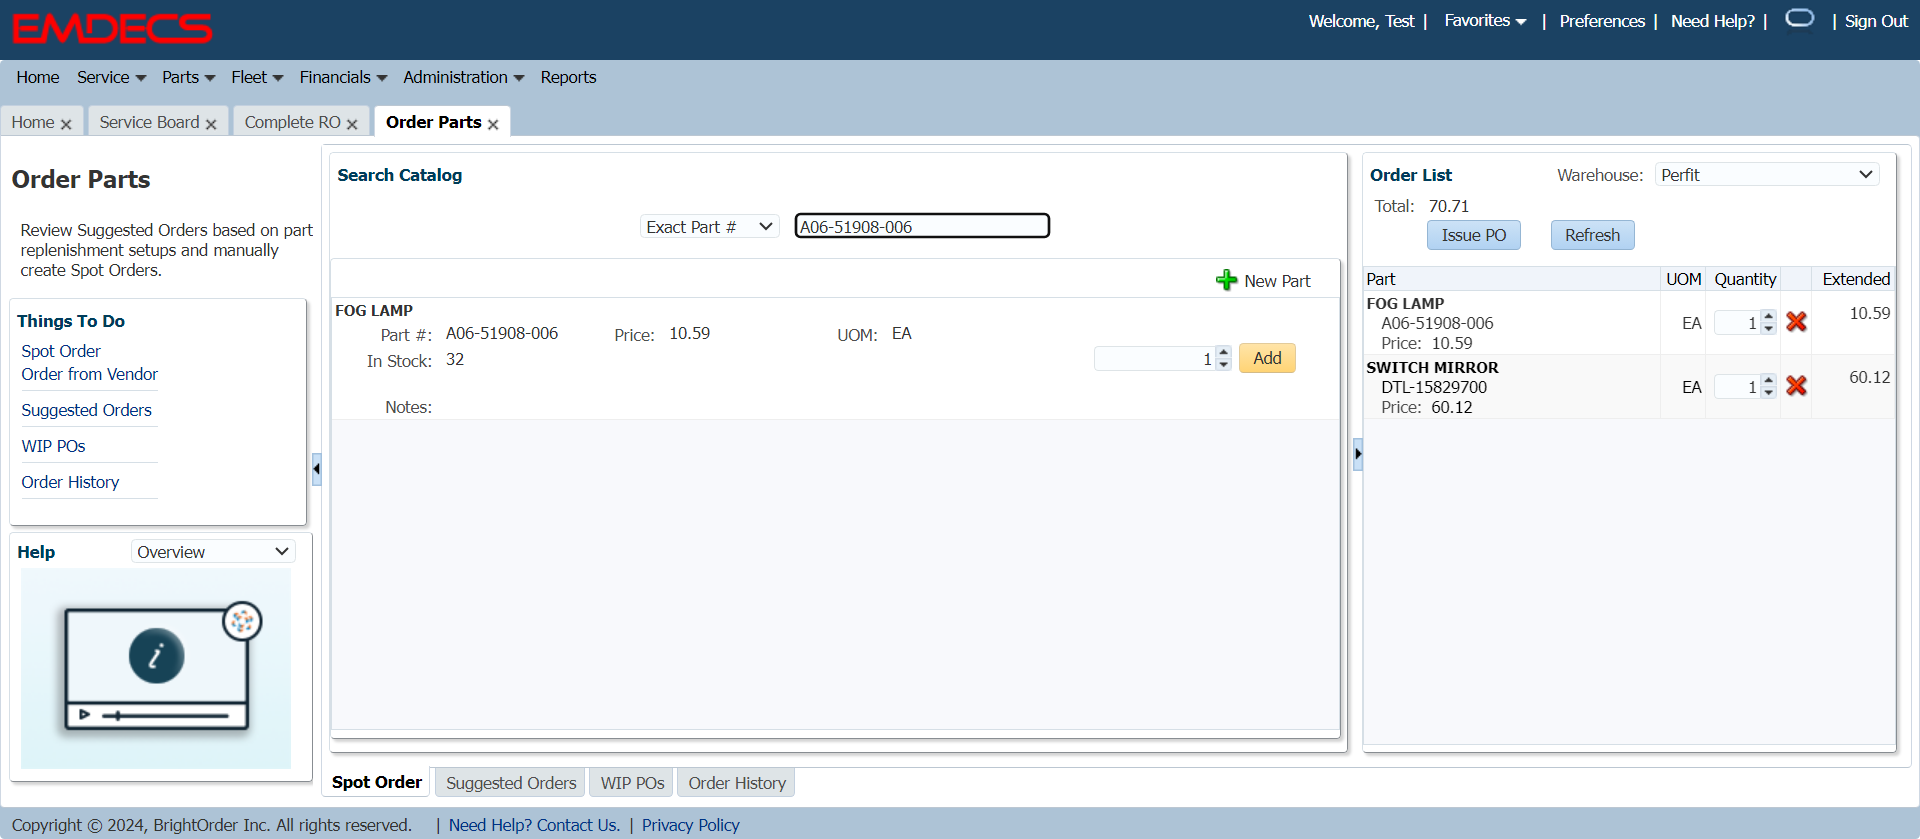 EMDECS
Welcome, Test | Favorites | Preferences | Need Help? | | Sign Out
Home Service Parts Fleet Financials Administration Reports
Home Service Board Complete RO Order Parts
Order Parts
Review Suggested Orders based on part
replenishment setups and manually
create Spot Orders.
Things To Do
Spot Order
Order from Vendor
Suggested Orders
WIP POs
Order History
Help Overview
i
Search Catalog
Exact Part # A06-51908-006
New Part
FOG LAMP
Part #: A06-51908-006 Price: 10.59 UOM: EA
In Stock: 32 1 Add
Notes:
Order List Warehouse: Perfit
Total: 70.71
Issue PO Refresh
Part UOM Quantity Extended
FOG LAMP
A06-51908-006 EA 1 10.59
Price: 10.59
SWITCH MIRROR
DTL-15829700 EA 1 60.12
Price: 60.12
Spot Order Suggested Orders WIP POs Order History
Copyright © 2024, BrightOrder Inc. All rights reserved. | Need Help? Contact Us. | Privacy Policy